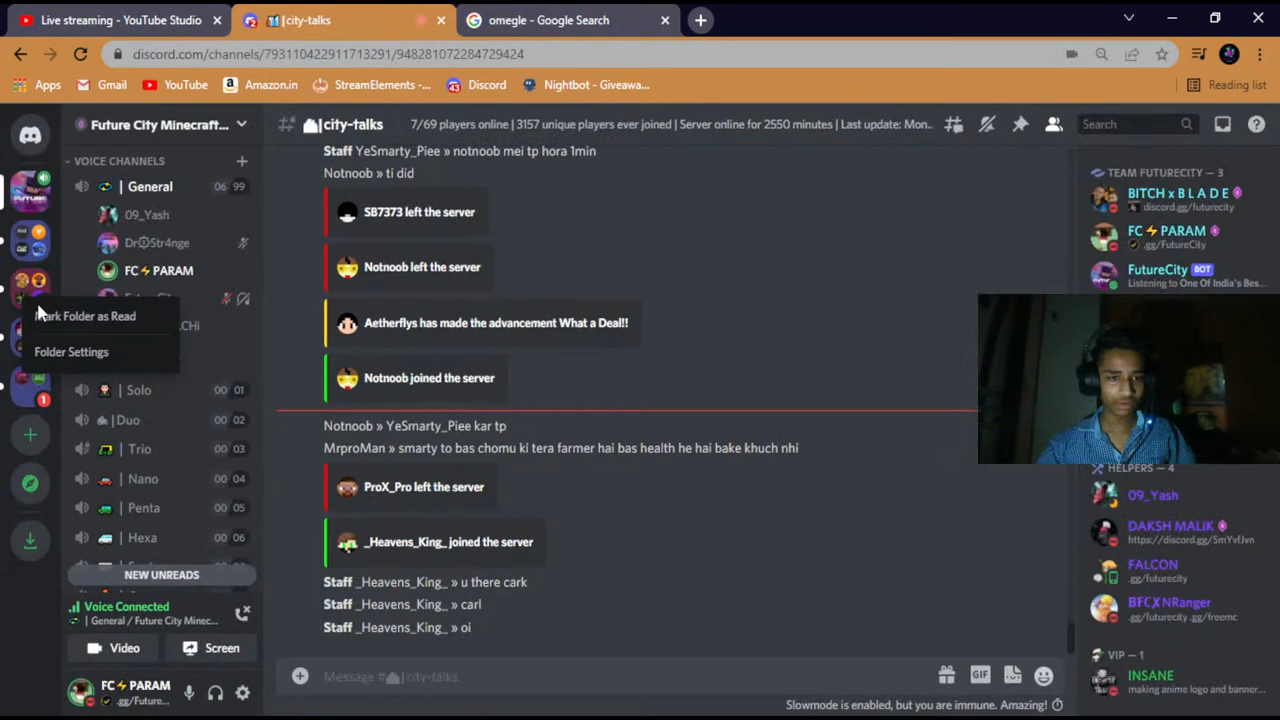 Live streaming - YouTube Studio
|city-talks
omegle - Google Search
discord.com/channels/793110422911713291/948281072284729424
Apps
Gmail
YouTube
Amazon.in
StreamElements -...
43
Discord
Nightbot - Giveawa...
Reading list
Future City Minecraft...
|city-talks
7/69 players online | 3157 unique players ever joined | Server online for 2550 minutes | Last update: Mon...
Search
VOICE CHANNELS
| General
06 99
09_Yash
Dr۞Str4nge
FC⚡PARAM
.CHi
Mark Folder as Read
Folder Settings
| Solo
00 01
|Duo
00 02
| Trio
00 03
| Nano
00 04
| Penta
00 05
| Hexa
00 06
NEW UNREADS
Voice Connected
| General / Future City Minec...
Video
Screen
FC⚡PARAM
.gg/Future...
1
Staff YeSmarty_Piee » notnoob mei tp hora 1min
Notnoob » ti did
SB7373 left the server
Notnoob left the server
Aetherflys has made the advancement What a Deal!!
Notnoob joined the server
Notnoob » YeSmarty_Piee kar tp
MrproMan » smarty to bas chomu ki tera farmer hai bas health he hai bake khuch nhi
ProX_Pro left the server
_Heavens_King_ joined the server
Staff _Heavens_King_ » u there cark
Staff _Heavens_King_ » carl
Staff _Heavens_King_ » oi
Message #|city-talks
GIF
Slowmode is enabled, but you are immune. Amazing!
TEAM FUTURECITY — 3
BITCH x B L A D E
discord.gg/futurecity
FC⚡PARAM
.gg/FutureCity
FutureCity BOT
Listening to One Of India's Bes...
HELPERS — 4
09_Yash
DAKSH MALIK
https://discord.gg/SmYvfJvn
FALCON
.gg/futurecity
BFCXNRanger
.gg/futurecity .gg/freemc
VIP — 1
INSANE
making anime logo and banner...